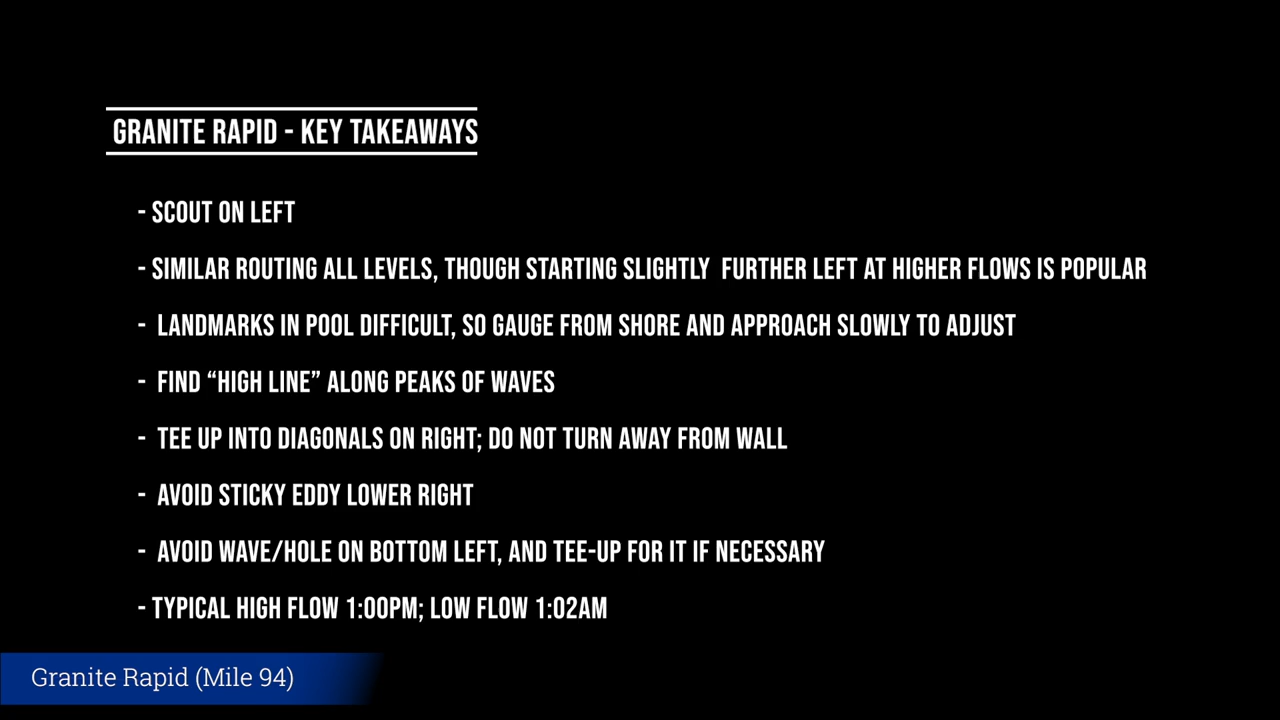 GRANITE RAPID - KEY TAKEAWAYS
- SCOUT ON LEFT
- SIMILAR ROUTING ALL LEVELS, THOUGH STARTING SLIGHTLY  FURTHER LEFT AT HIGHER FLOWS IS POPULAR
-  LANDMARKS IN POOL DIFFICULT, SO GAUGE FROM SHORE AND APPROACH SLOWLY TO ADJUST
-  FIND “HIGH LINE” ALONG PEAKS OF WAVES
-  TEE UP INTO DIAGONALS ON RIGHT; DO NOT TURN AWAY FROM WALL
-  AVOID STICKY EDDY LOWER RIGHT
-  AVOID WAVE/HOLE ON BOTTOM LEFT, AND TEE-UP FOR IT IF NECESSARY
- TYPICAL HIGH FLOW 1:00PM; LOW FLOW 1:02AM
Granite Rapid (Mile 94)